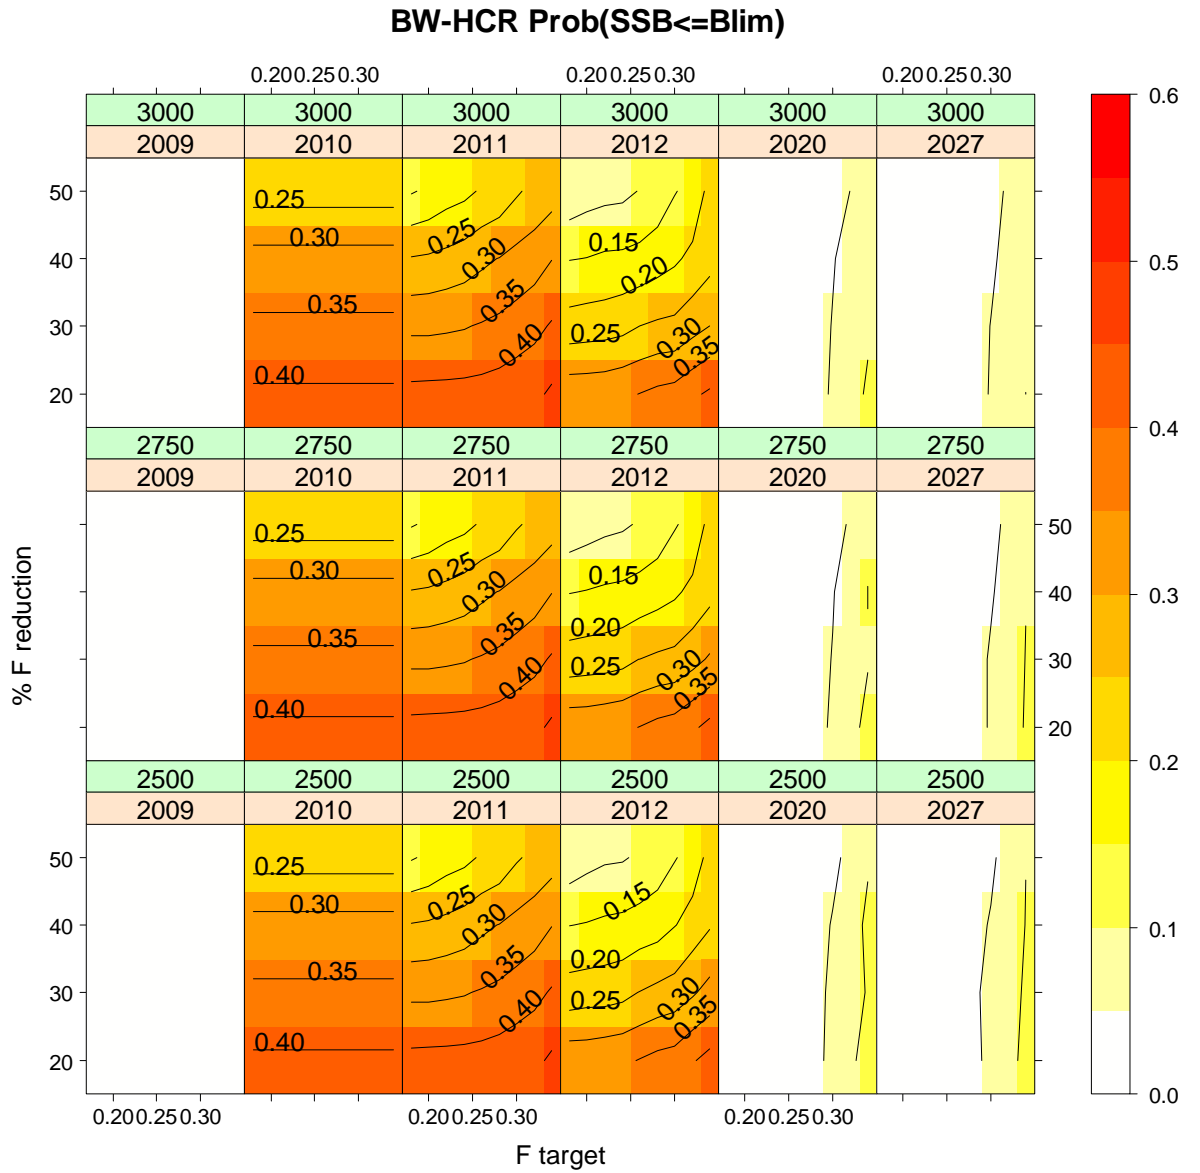 BW-HCR Prob(SSB<=Blim)
0.20 0.25 0.30 0.20 0.25 0.30 0.20 0.25 0.30
3000 3000 3000 3000 3000 3000
2009 2010 2011 2012 2020 2027
50 0.25
0.30 0.25 0.15
40 0.30 0.20
30 0.35 0.35 0.25 0.30
0.40 0.35
20 0.40
2750 2750 2750 2750 2750 2750
2009 2010 2011 2012 2020 2027
0.25 50
0.30 0.25 0.15
0.30 40
0.35 0.35 0.20
0.40 0.25 0.30 30
0.40 0.35 20
2500 2500 2500 2500 2500 2500
2009 2010 2011 2012 2020 2027
50 0.25
0.30 0.25 0.15
40 0.30
0.35 0.35 0.20
30 0.40 0.25 0.30
0.35
20 0.40
0.20 0.25 0.30 0.20 0.25 0.30 0.20 0.25 0.30
F target
% F reduction
0.6
0.5
0.4
0.3
0.2
0.1
0.0